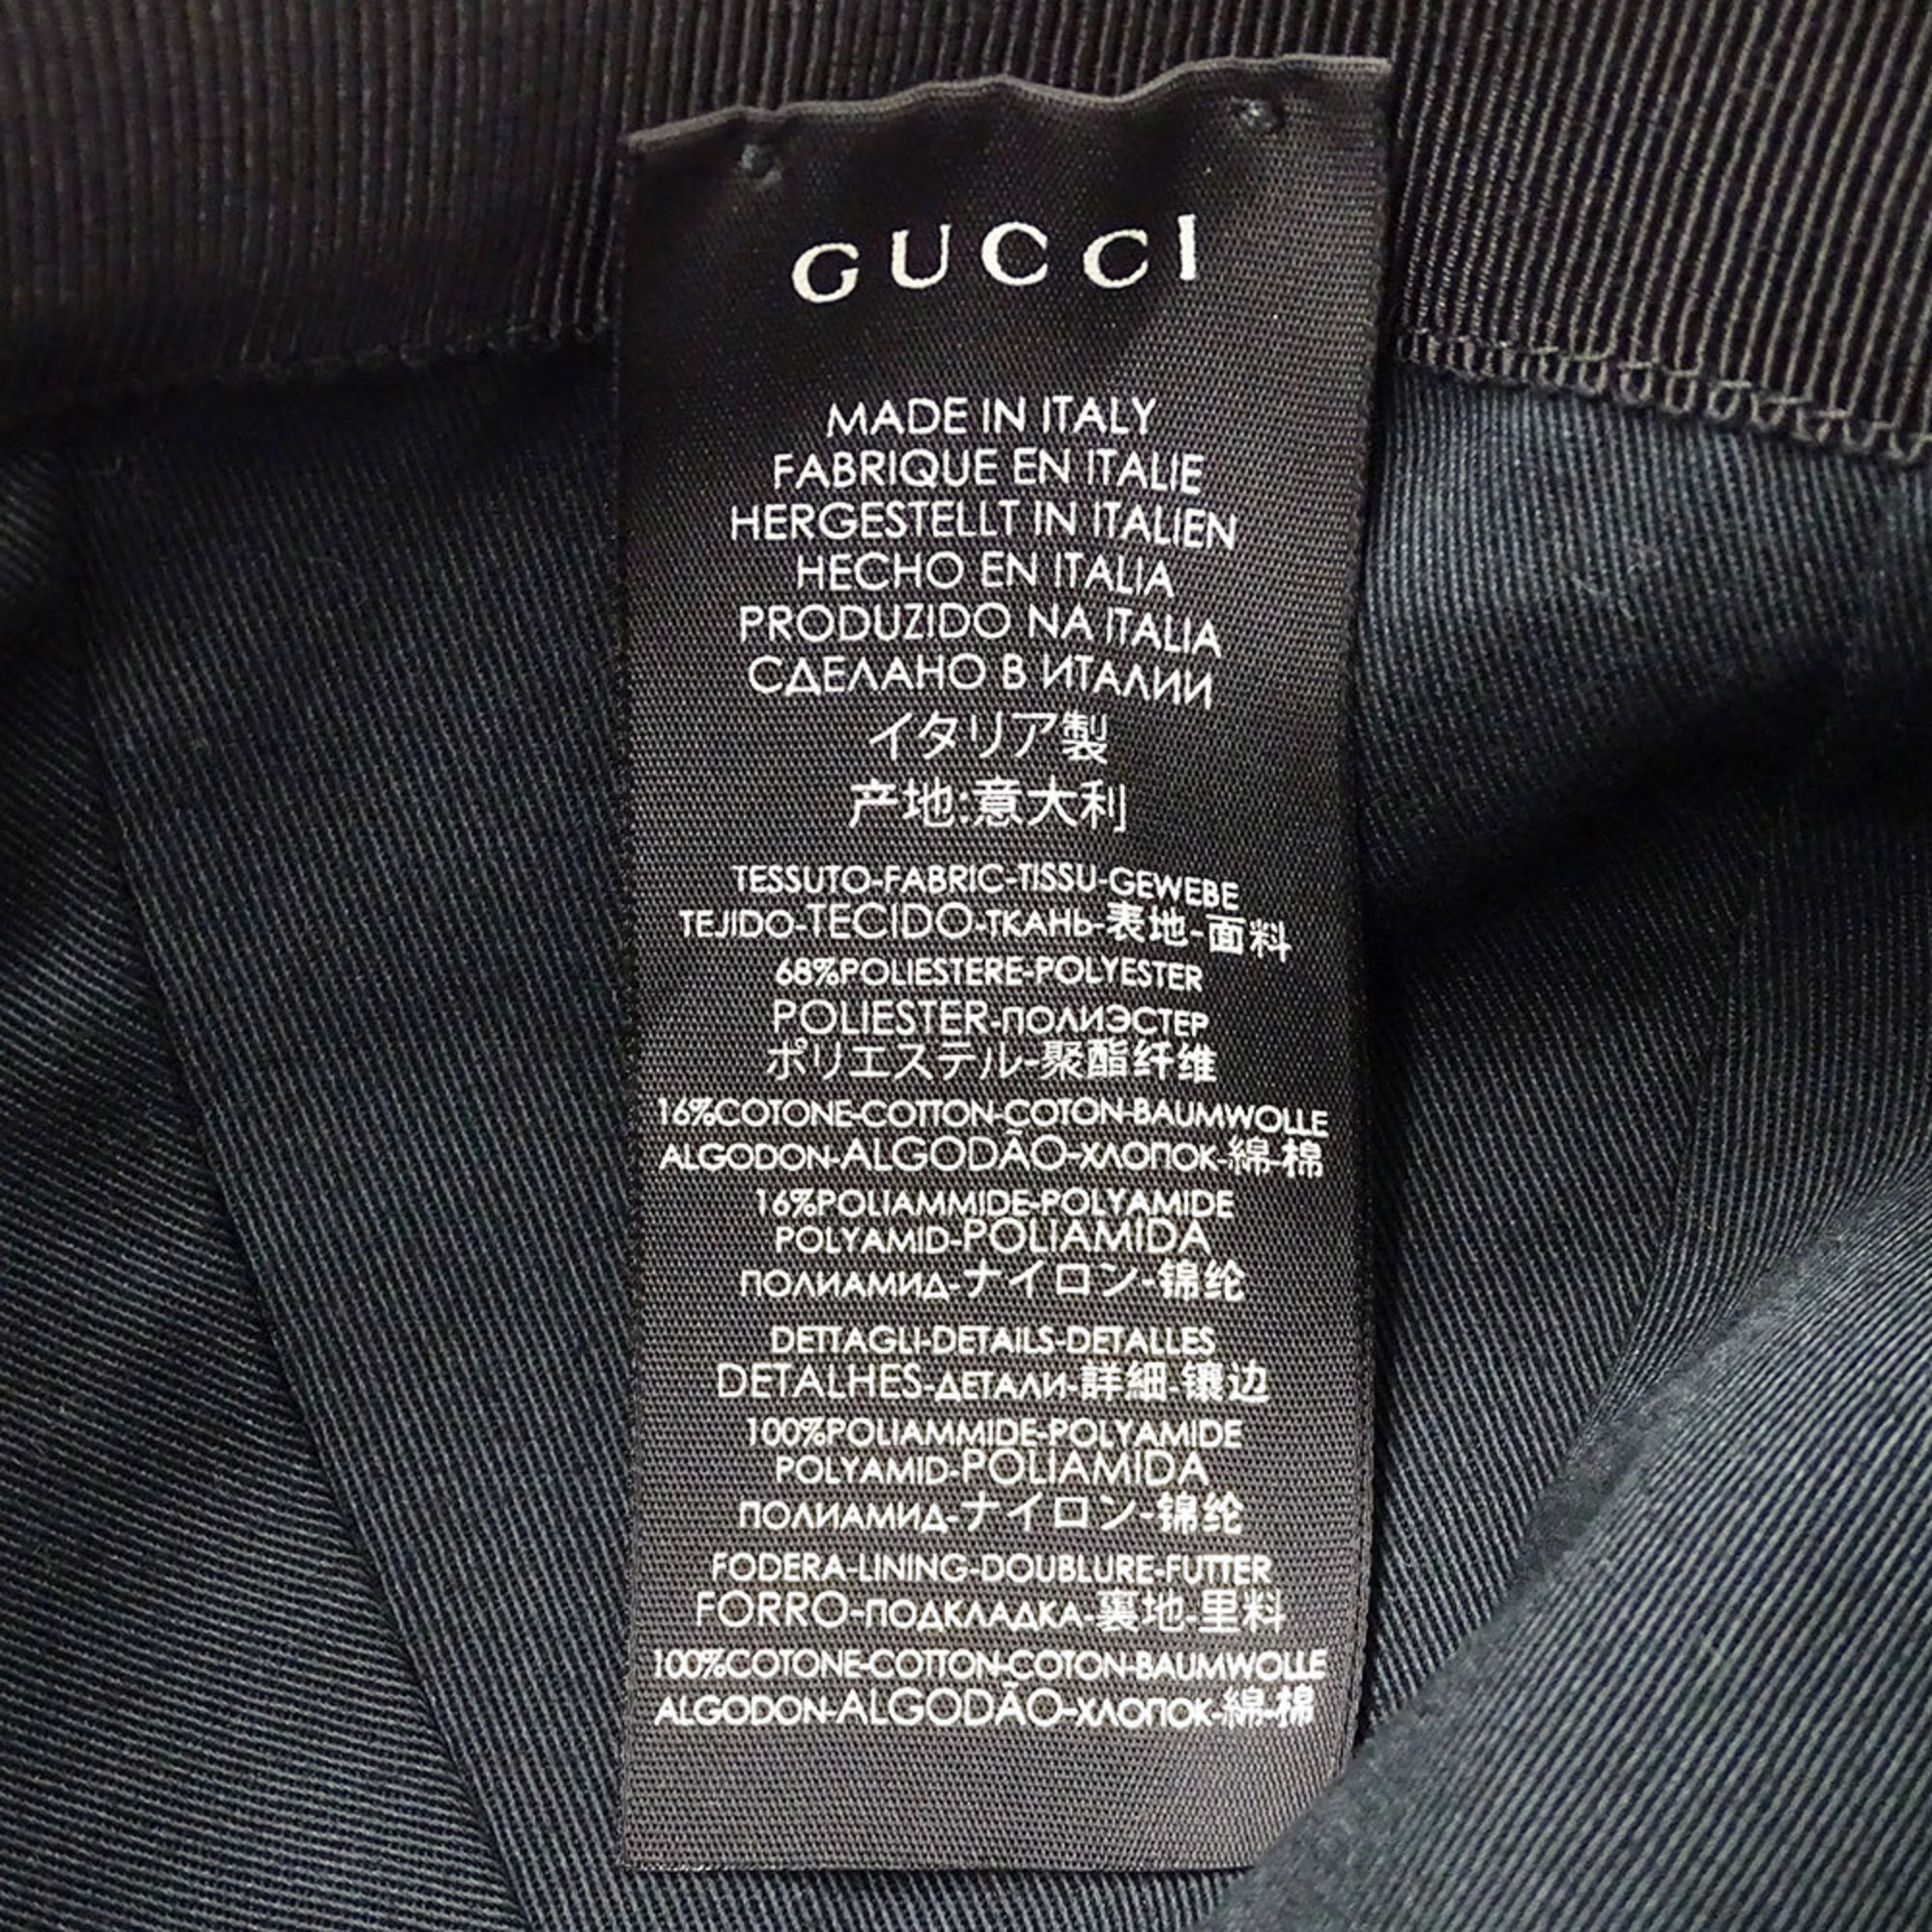 GUCCI
MADE IN ITALY
FABRIQUE EN ITALIE
HERGESTELLT IN ITALIEN
HECHO EN ITALIA
PRODUZIDO NA ITALIA
СДЕЛАНО В ИТАЛИИ
イタリア製
产地:意大利
TESSUTO-FABRIC-TISSU-GEWEBE
TEJIDO-TECIDO-ТКАНЬ-表地-面料
68%POLIESTERE-POLYESTER
POLIESTER-ПОЛИЭСТЕР
ポリエステル-聚酯纤维
16%COTONE-COTTON-COTON-BAUMWOLLE
ALGODON-ALGODÃO-ХЛОПОК-綿-棉
16%POLIAMMIDE-POLYAMIDE
POLYAMID-POLIAMIDA
ПОЛИАМИД-ナイロン-锦纶
DETTAGLI-DETAILS-DETALLES
DETALHES-ДЕТАЛИ-詳細-镶边
100%POLIAMMIDE-POLYAMIDE
POLYAMID-POLIAMIDA
ПОЛИАМИД-ナイロン-锦纶
FODERA-LINING-DOUBLURE-FUTTER
FORRO-ПОДКЛАДКА-裏地-里料
100%COTONE-COTTON-COTON-BAUMWOLLE
ALGODON-ALGODÃO-ХЛОПОК-綿-棉